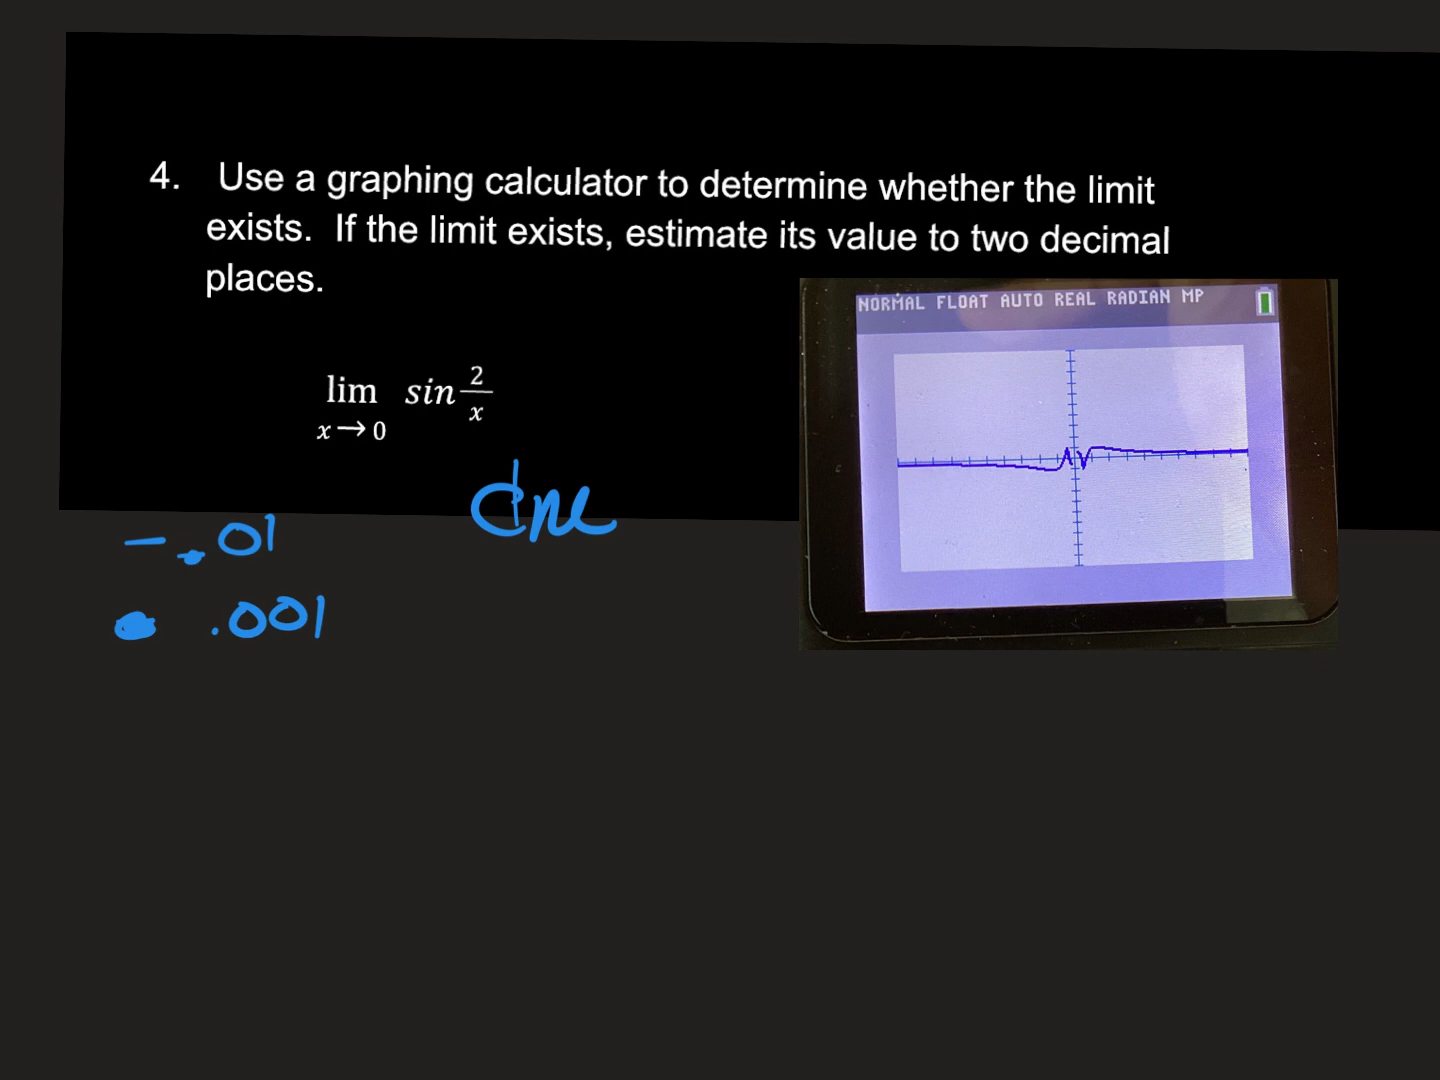 4. Use a graphing calculator to determine whether the limit
exists. If the limit exists, estimate its value to two decimal
places.
NORMAL FLOAT AUTO REAL RADIAN MP
lim x→0 sin 2/x
dne
-.01
.001